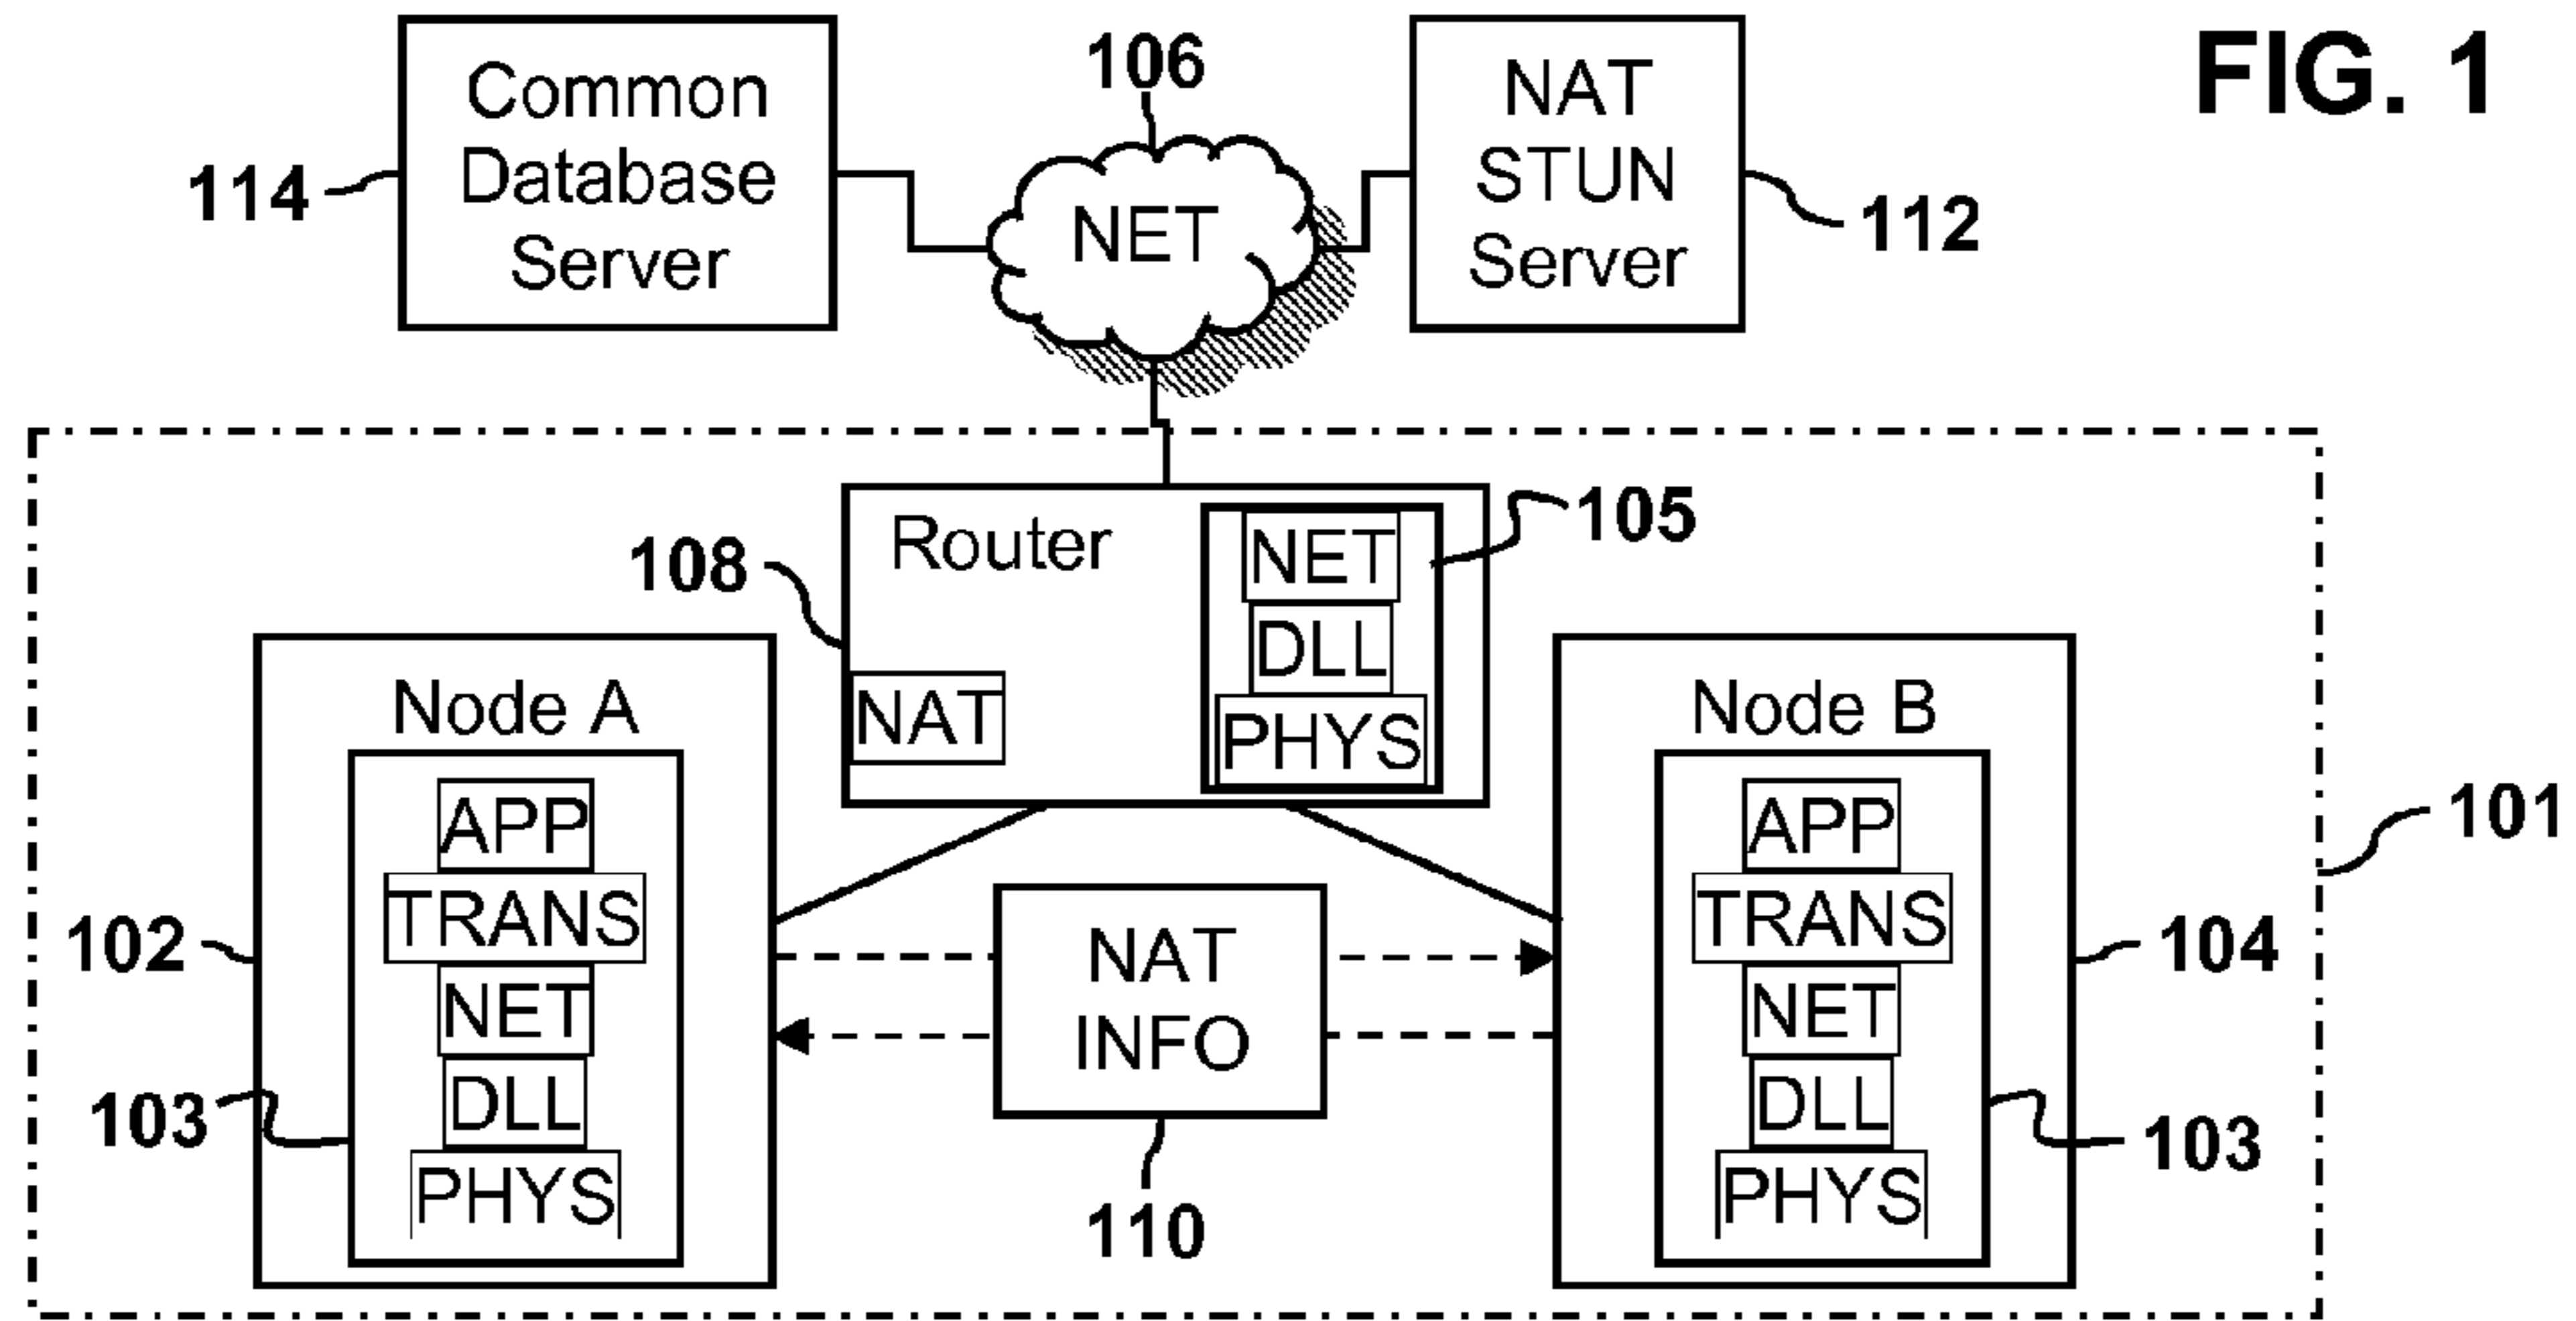 FIG. 1
106
Common
Database
Server
114
NET
NAT
STUN
Server
112
Router
108
NAT
NET
DLL
PHYS
105
Node A
APP
TRANS
NET
DLL
PHYS
102
103
NAT
INFO
110
Node B
APP
TRANS
NET
DLL
PHYS
104
103
101